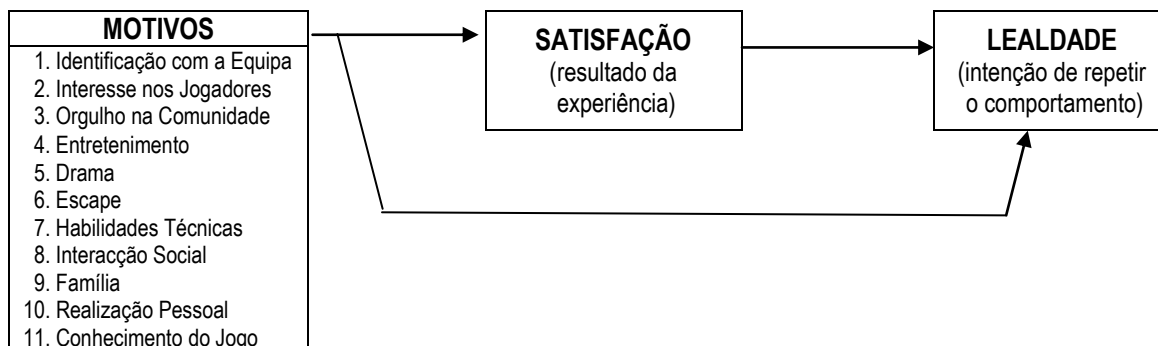 MOTIVOS
1. Identificação com a Equipa
2. Interesse nos Jogadores
3. Orgulho na Comunidade
4. Entretenimento
5. Drama
6. Escape
7. Habilidades Técnicas
8. Interacção Social
9. Família
10. Realização Pessoal
11. Conhecimento do Jogo
SATISFAÇÃO
(resultado da
experiência)
LEALDADE
(intenção de repetir
o comportamento)